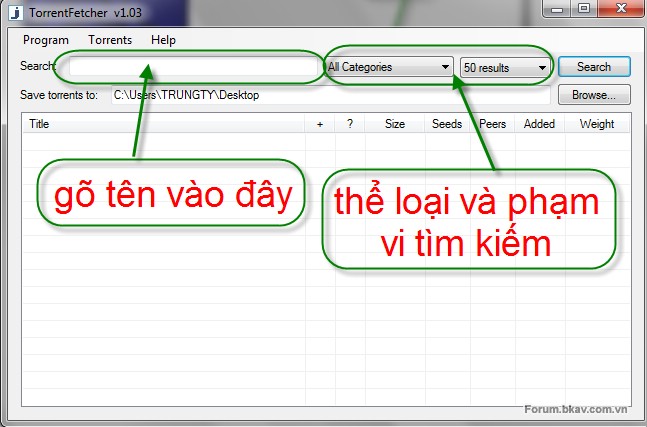 TorrentFetcher v1.03
Program Torrents Help
Search: All Categories 50 results Search
Save torrents to: C:\Users\TRUNGTY\Desktop Browse...
Title + ? Size Seeds Peers Added Weight
gõ tên vào đây
thể loại và phạm
vi tìm kiếm
Forum.bkav.com.vn